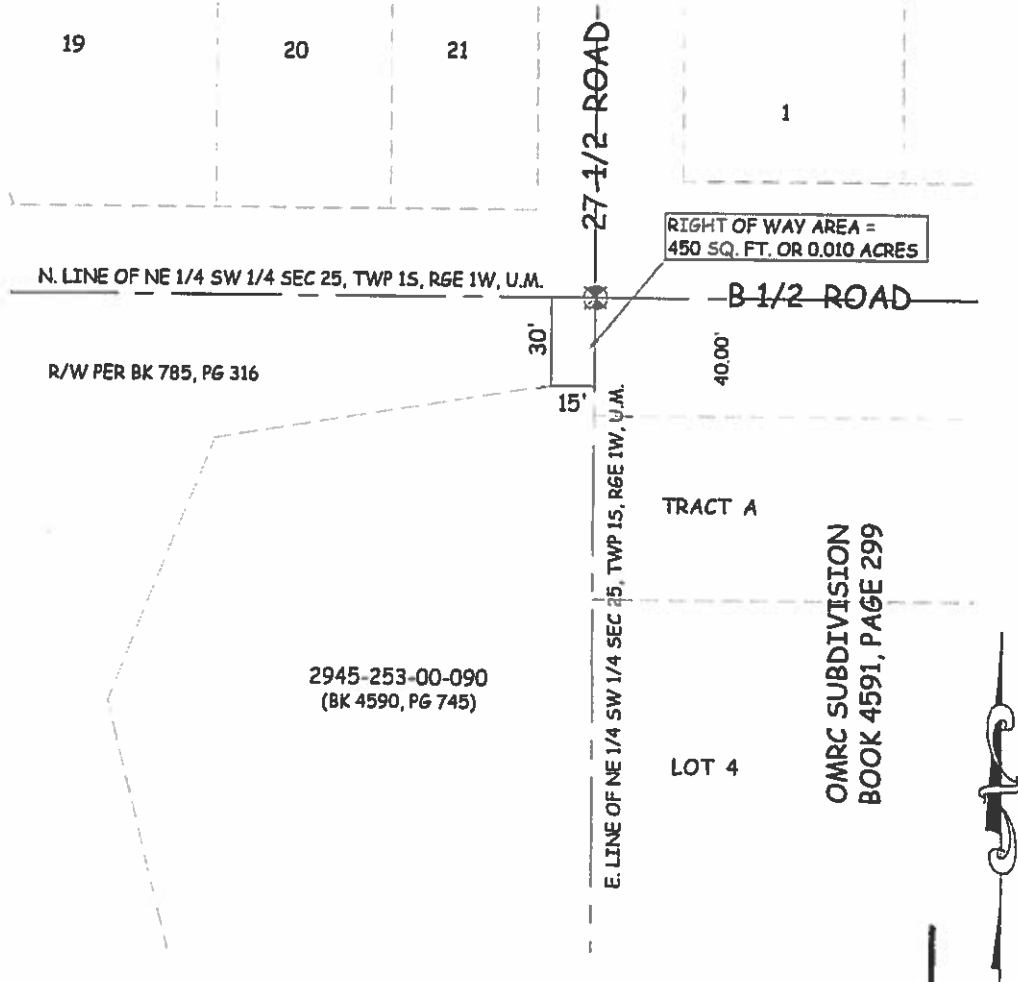 19
20
21
27-1/2 ROAD
1
RIGHT OF WAY AREA =
450 SQ. FT. OR 0.010 ACRES
N. LINE OF NE 1/4 SW 1/4 SEC 25, TWP 1S, RGE 1W, U.M.
B 1/2 ROAD
30'
40.00'
R/W PER BK 785, PG 316
15'
E. LINE OF NE 1/4 SW 1/4 SEC 25, TWP 1S, RGE 1W, U.M.
TRACT A
OMRC SUBDIVISION
BOOK 4591, PAGE 299
2945-253-00-090
(BK 4590, PG 745)
LOT 4